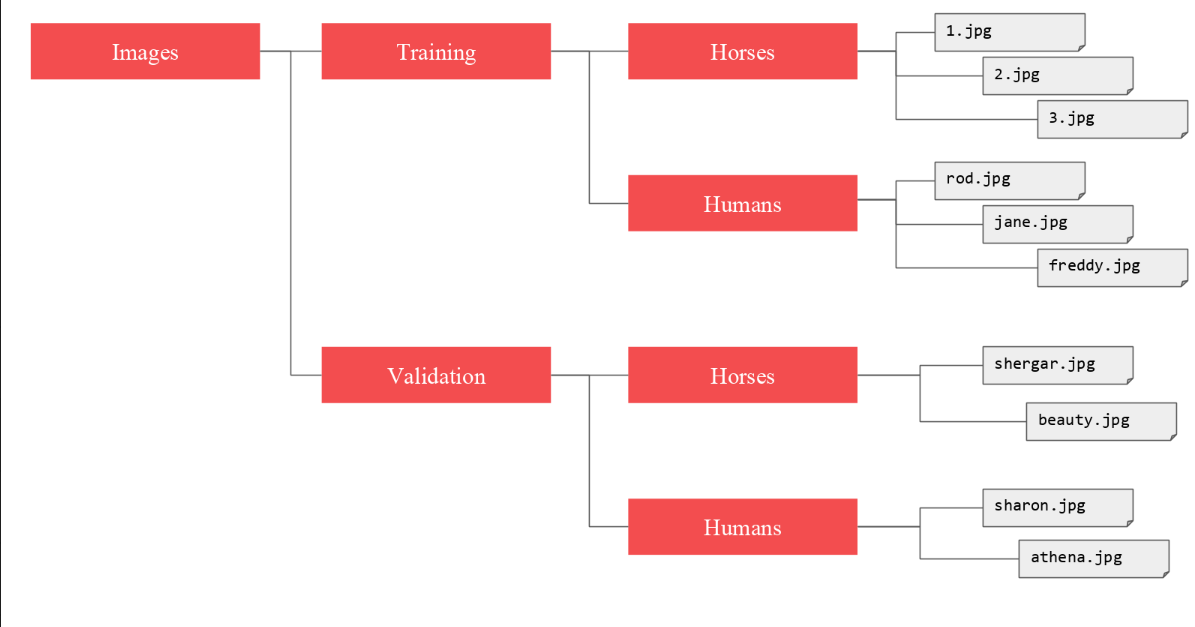 Images
Training
Horses
1.jpg
2.jpg
3.jpg
Humans
rod.jpg
jane.jpg
freddy.jpg
Validation
Horses
shergar.jpg
beauty.jpg
Humans
sharon.jpg
athena.jpg